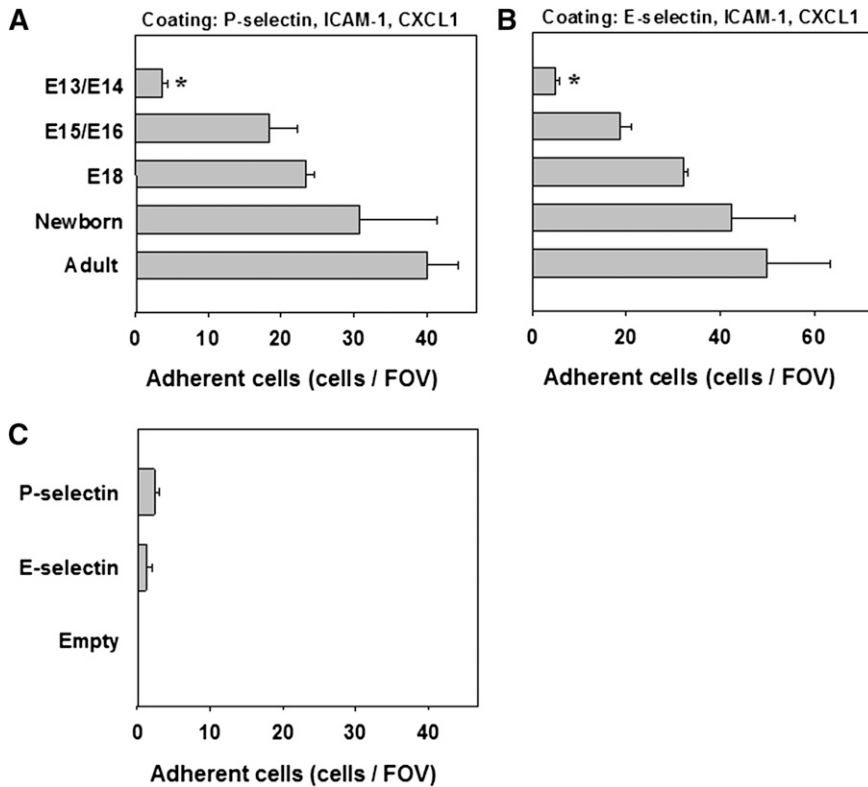 A
Coating: P-selectin, ICAM-1, CXCL1
E13/E14
*
E15/E16
E18
Newborn
Adult
0 10 20 30 40
Adherent cells (cells / FOV)
B
Coating: E-selectin, ICAM-1, CXCL1
*
0 20 40 60
Adherent cells (cells / FOV)
C
P-selectin
E-selectin
Empty
0 10 20 30 40
Adherent cells (cells / FOV)